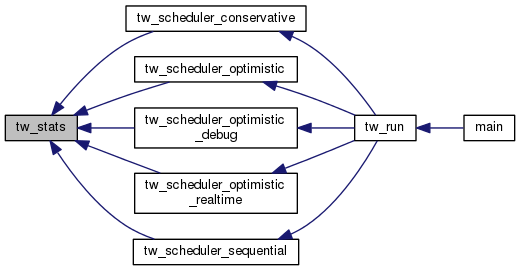 tw_scheduler_conservative
tw_scheduler_optimistic
tw_stats
tw_scheduler_optimistic
_debug
tw_run
main
tw_scheduler_optimistic
_realtime
tw_scheduler_sequential